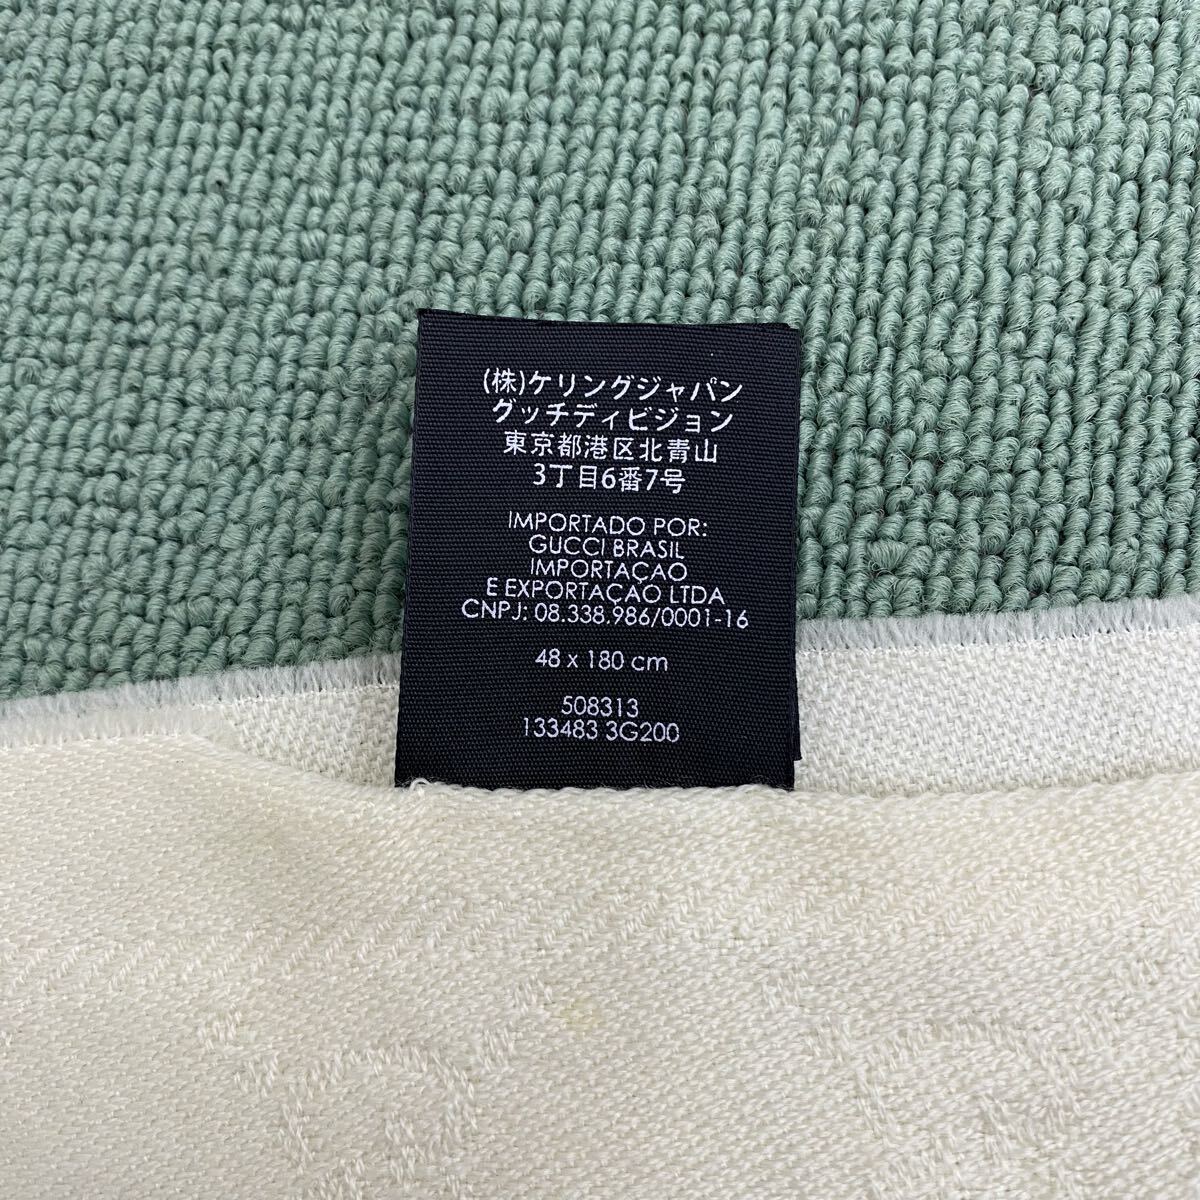 (株)ケリングジャパン
グッチディビジョン
東京都港区北青山
3丁目6番7号
IMPORTADO POR:
GUCCI BRASIL
IMPORTAÇAO
E EXPORTAÇAO LTDA
CNPJ: 08.338.986/0001-16
48 x 180 cm
508313
133483 3G200